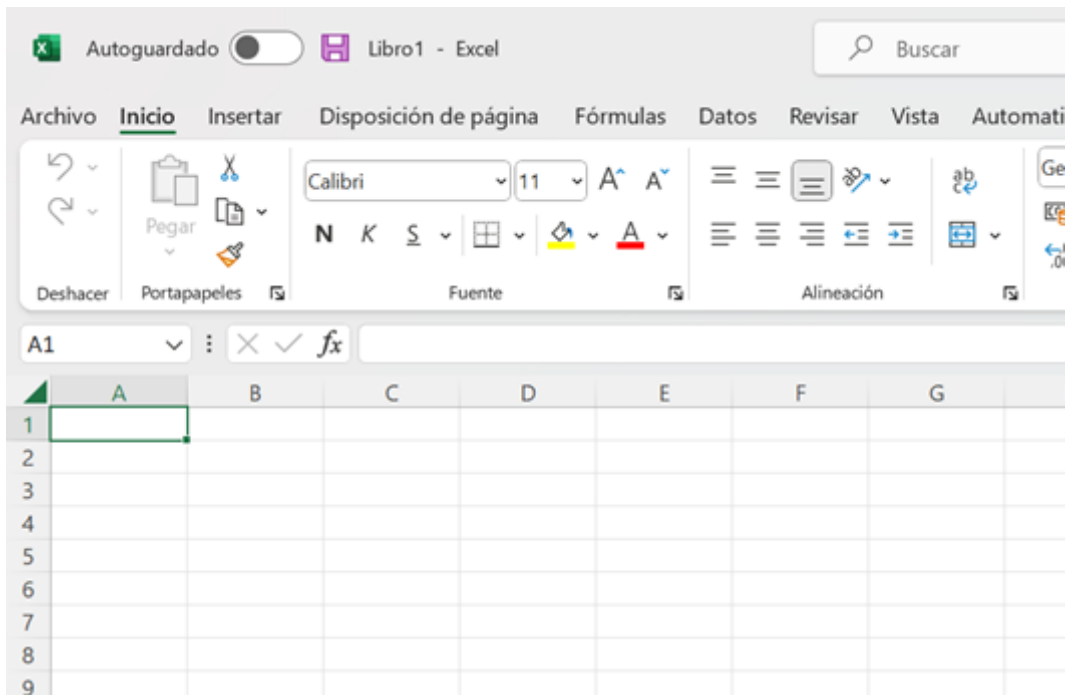 Autoguardado Libro1 - Excel Buscar
Archivo Inicio Insertar Disposición de página Fórmulas Datos Revisar Vista Automati
Pegar Calibri 11 A A ab Ge
N K S A
Deshacer Portapapeles Fuente Alineación
A1 fx
A B C D E F G
1
2
3
4
5
6
7
8
9